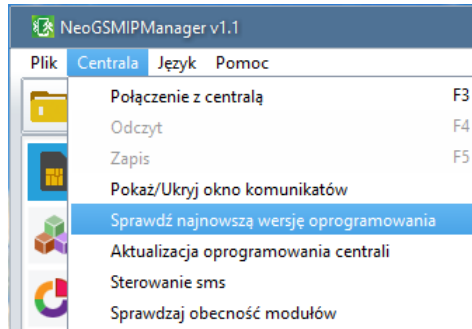 NeoGSMIPManager v1.1
Plik Centrala Język Pomoc
Połączenie z centralą F3
Odczyt F4
Zapis F5
Pokaż/Ukryj okno komunikatów
Sprawdź najnowszą wersję oprogramowania
Aktualizacja oprogramowania centrali
Sterowanie sms
Sprawdzaj obecność modułów